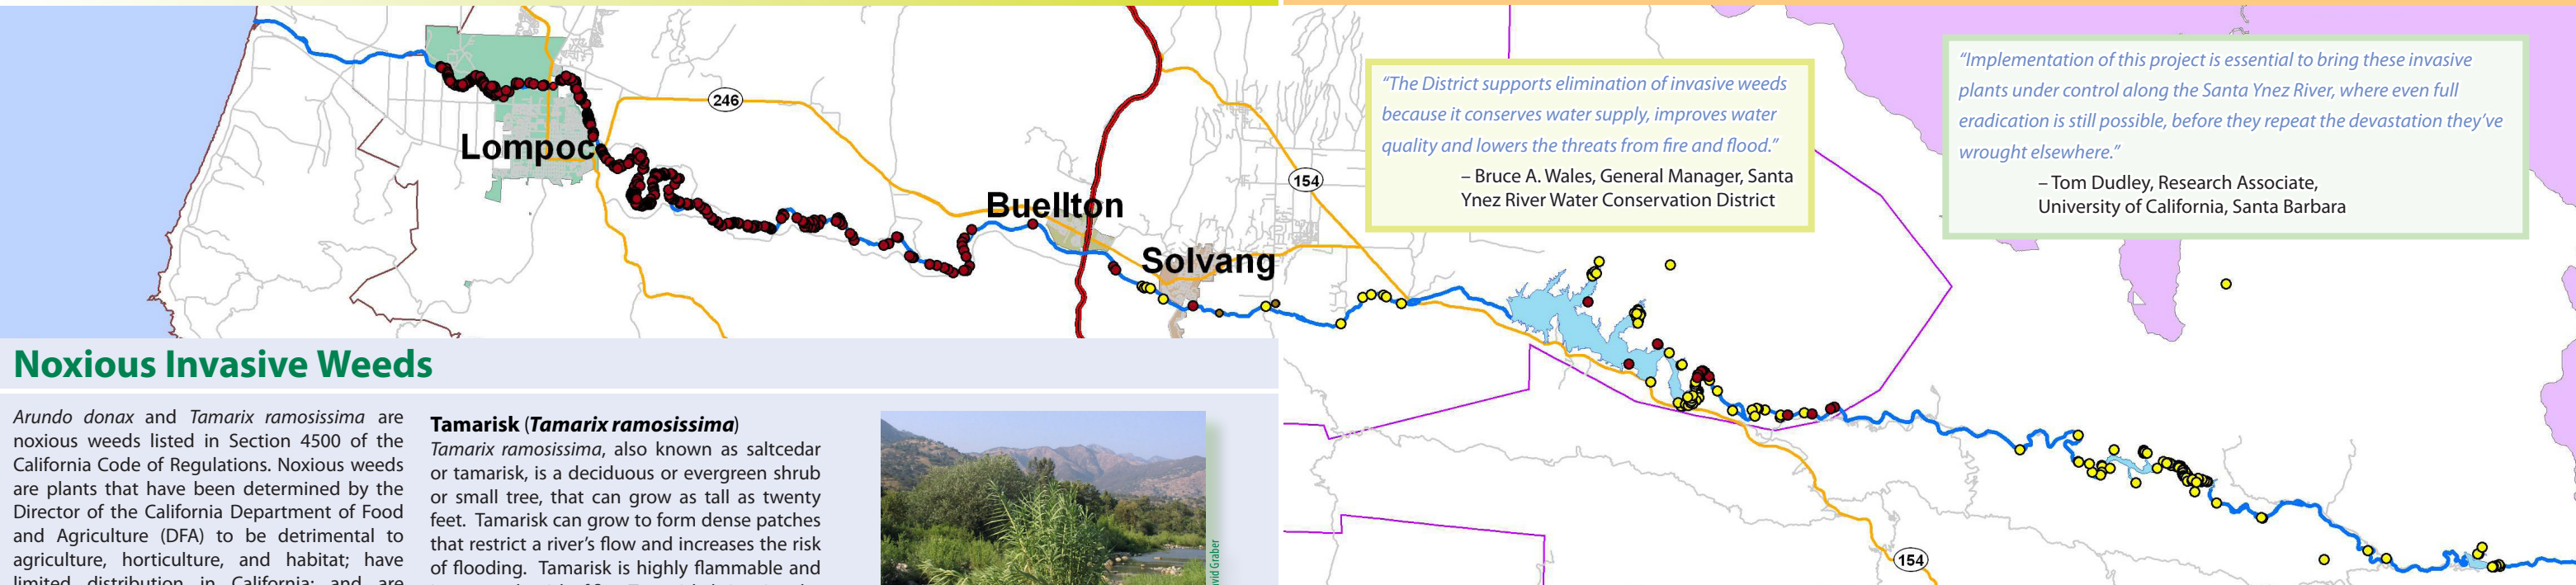 246
Lompoc
Buellton
Solvang
154
“The District supports elimination of invasive weeds
because it conserves water supply, improves water
quality and lowers the threats from fire and flood.”
– Bruce A. Wales, General Manager, Santa
Ynez River Water Conservation District
“Implementation of this project is essential to bring these invasive
plants under control along the Santa Ynez River, where even full
eradication is still possible, before they repeat the devastation they’ve
wrought elsewhere.”
– Tom Dudley, Research Associate,
University of California, Santa Barbara
154
Noxious Invasive Weeds
Arundo donax and Tamarix ramosissima are
noxious weeds listed in Section 4500 of the
California Code of Regulations. Noxious weeds
are plants that have been determined by the
Director of the California Department of Food
and Agriculture (DFA) to be detrimental to
agriculture, horticulture, and habitat; have
limited distribution in California; and are
Tamarisk (Tamarix ramosissima)
Tamarix ramosissima, also known as saltcedar
or tamarisk, is a deciduous or evergreen shrub
or small tree, that can grow as tall as twenty
feet. Tamarisk can grow to form dense patches
that restrict a river’s flow and increases the risk
of flooding. Tamarisk is highly flammable and
Graber